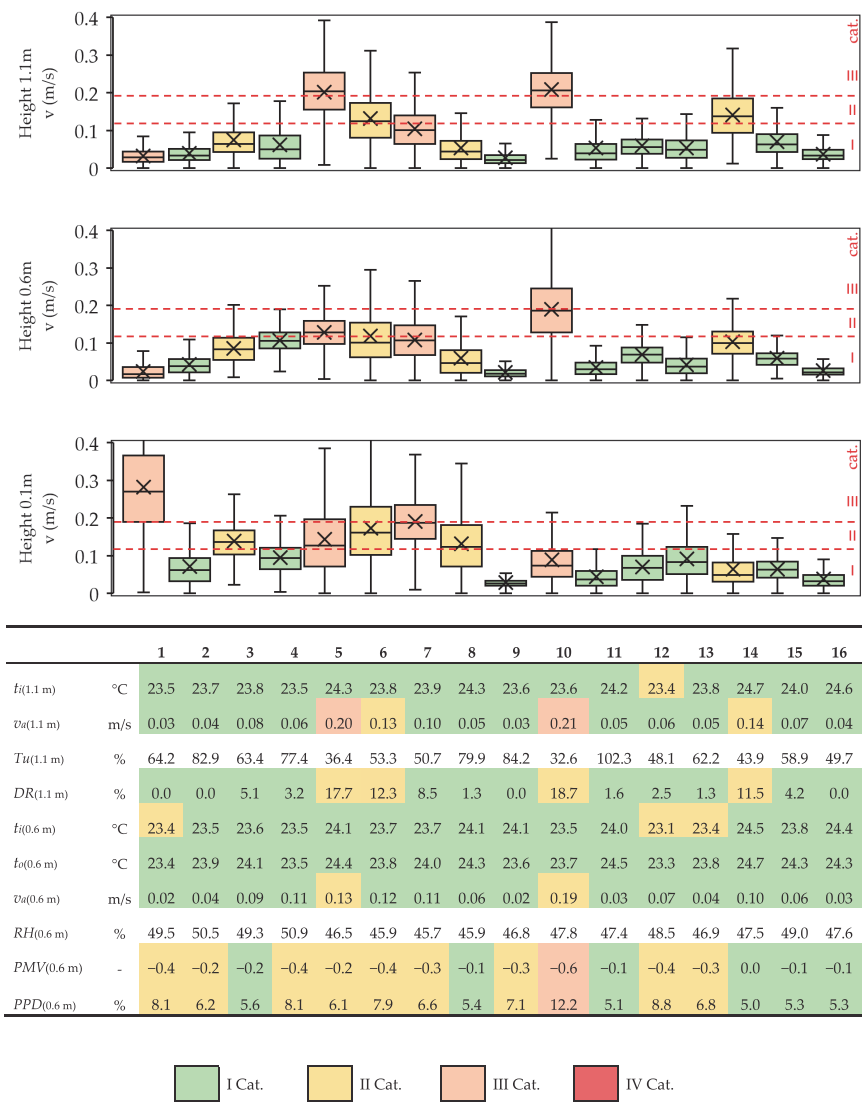 Height 1.1m
v (m/s)
0.4
0.3
0.2
0.1
0
cat.
III
II
I
Height 0.6m
v (m/s)
0.4
0.3
0.2
0.1
0
cat.
III
II
I
Height 0.1m
v (m/s)
0.4
0.3
0.2
0.1
0
cat.
III
II
I
1 2 3 4 5 6 7 8 9 10 11 12 13 14 15 16
ti(1.1 m) °C 23.5 23.7 23.8 23.5 24.3 23.8 23.9 24.3 23.6 23.6 24.2 23.4 23.8 24.7 24.0 24.6
va(1.1 m) m/s 0.03 0.04 0.08 0.06 0.20 0.13 0.10 0.05 0.03 0.21 0.05 0.06 0.05 0.14 0.07 0.04
Tu(1.1 m) % 64.2 82.9 63.4 77.4 36.4 53.3 50.7 79.9 84.2 32.6 102.3 48.1 62.2 43.9 58.9 49.7
DR(1.1 m) % 0.0 0.0 5.1 3.2 17.7 12.3 8.5 1.3 0.0 18.7 1.6 2.5 1.3 11.5 4.2 0.0
ti(0.6 m) °C 23.4 23.5 23.6 23.5 24.1 23.7 23.7 24.1 24.1 23.5 24.0 23.1 23.4 24.5 23.8 24.4
to(0.6 m) °C 23.4 23.9 24.1 23.5 24.4 23.8 24.0 24.3 23.6 23.7 24.5 23.3 23.8 24.7 24.3 24.3
va(0.6 m) m/s 0.02 0.04 0.09 0.11 0.13 0.12 0.11 0.06 0.02 0.19 0.03 0.07 0.04 0.10 0.06 0.03
RH(0.6 m) % 49.5 50.5 49.3 50.9 46.5 45.9 45.7 45.9 46.8 47.8 47.4 48.5 46.9 47.5 49.0 47.6
PMV(0.6 m) - −0.4 −0.2 −0.2 −0.4 −0.2 −0.4 −0.3 −0.1 −0.3 −0.6 −0.1 −0.4 −0.3 0.0 −0.1 −0.1
PPD(0.6 m) % 8.1 6.2 5.6 8.1 6.1 7.9 6.6 5.4 7.1 12.2 5.1 8.8 6.8 5.0 5.3 5.3
I Cat. II Cat. III Cat. IV Cat.